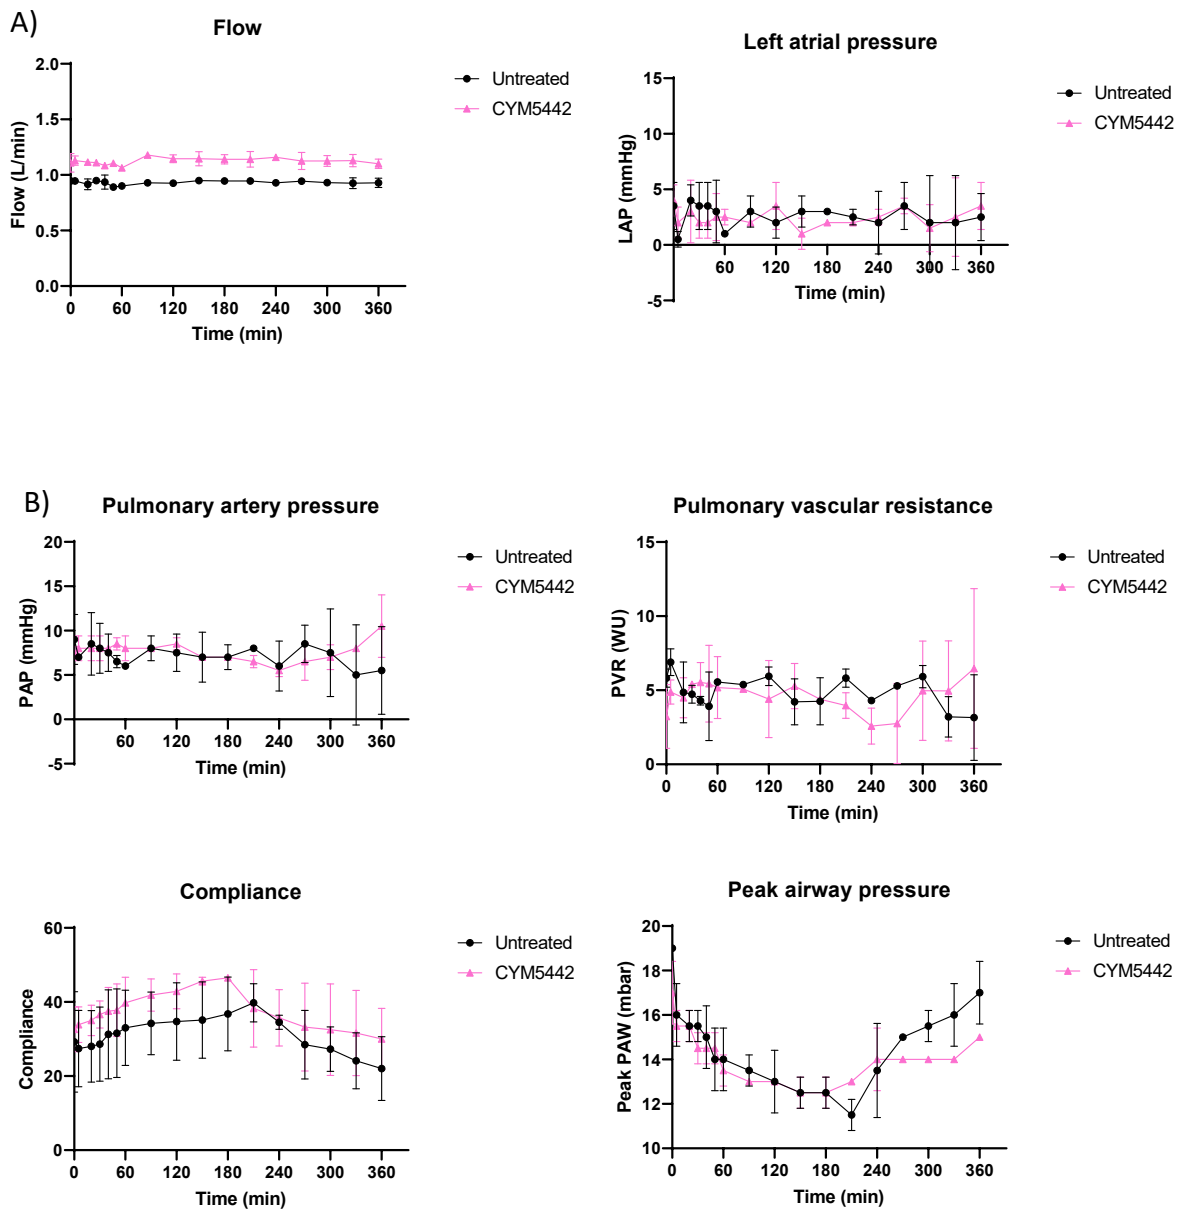 A)
Flow
2.0
1.5
1.0
0.5
0.0
Flow (L/min)
0 60 120 180 240 300 360
Time (min)
Untreated
CYM5442
Left atrial pressure
15
10
5
0
-5
LAP (mmHg)
60 120 180 240 300 360
Time (min)
Untreated
CYM5442
B)
Pulmonary artery pressure
20
15
10
5
0
-5
PAP (mmHg)
60 120 180 240 300 360
Time (min)
Untreated
CYM5442
Pulmonary vascular resistance
15
10
5
0
PVR (WU)
0 60 120 180 240 300 360
Time (min)
Untreated
CYM5442
Compliance
60
40
20
0
Compliance
0 60 120 180 240 300 360
Time (min)
Untreated
CYM5442
Peak airway pressure
20
18
16
14
12
10
Peak PAW (mbar)
0 60 120 180 240 300 360
Time (min)
Untreated
CYM5442